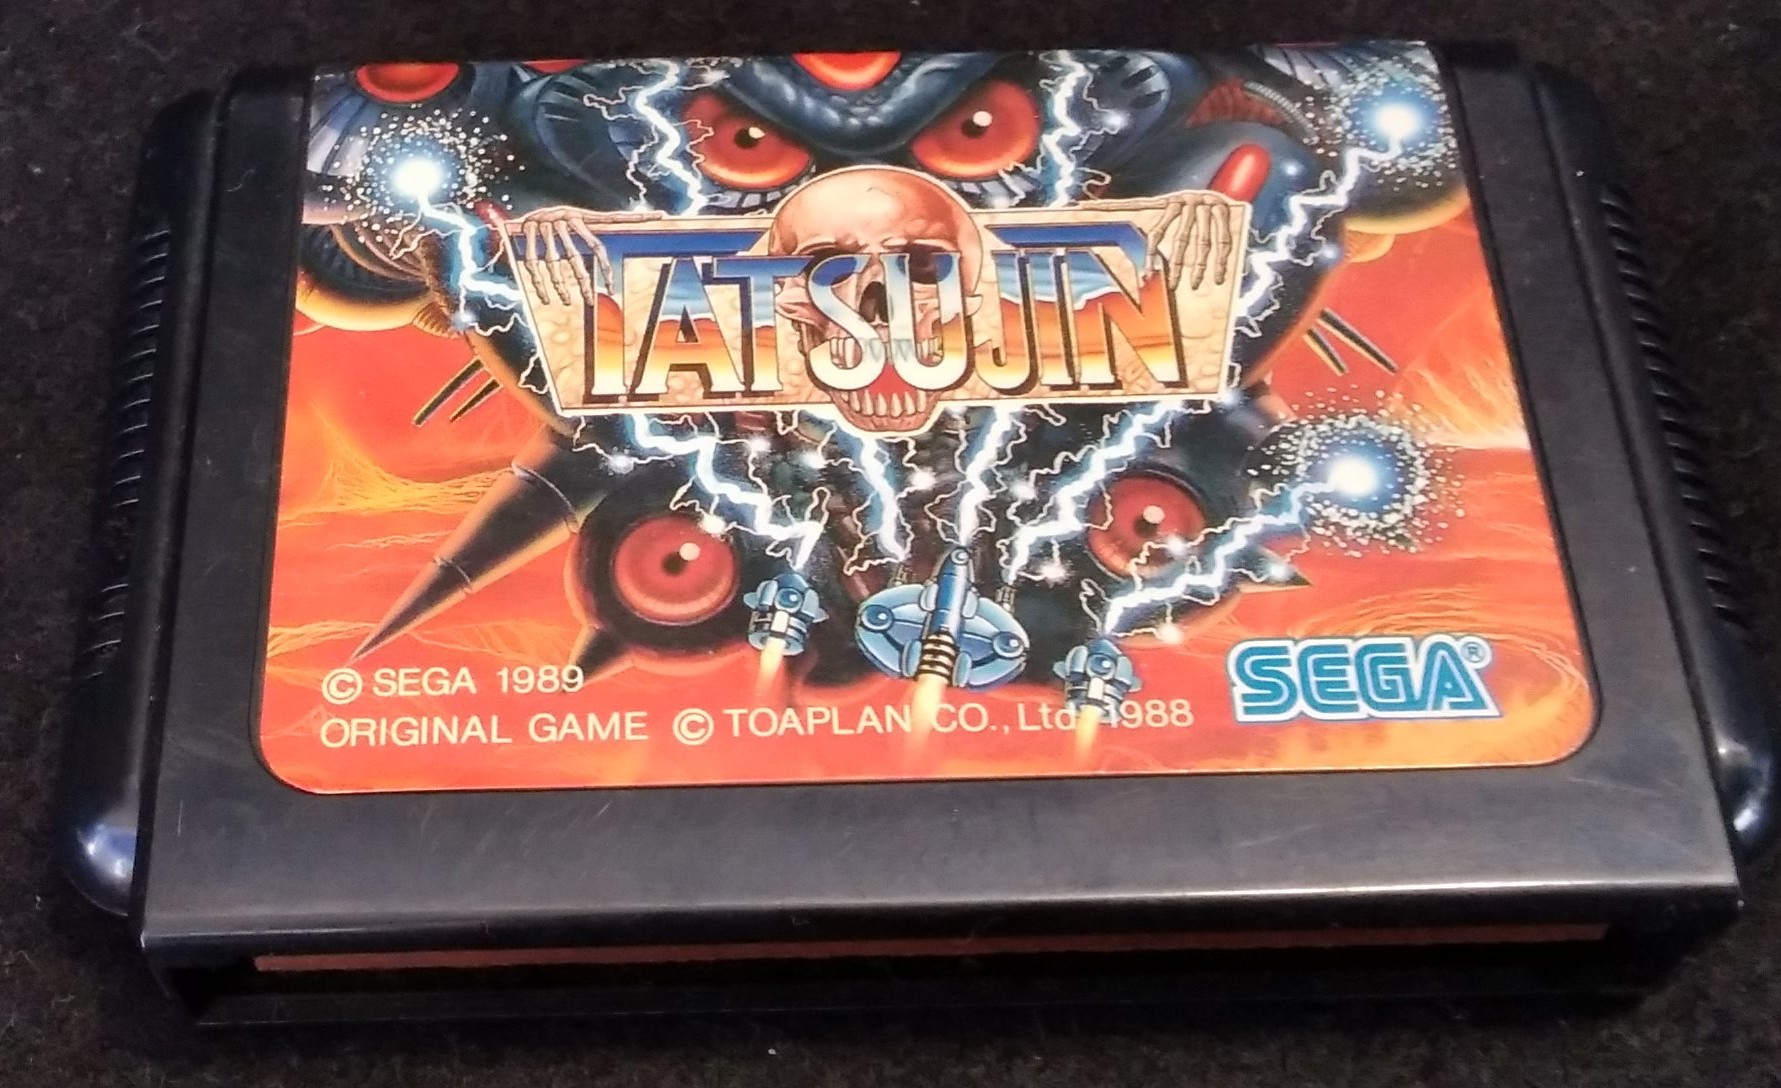 TATSUJIN
© SEGA 1989
ORIGINAL GAME © TOAPLAN CO., Ltd. 1988
SEGA®